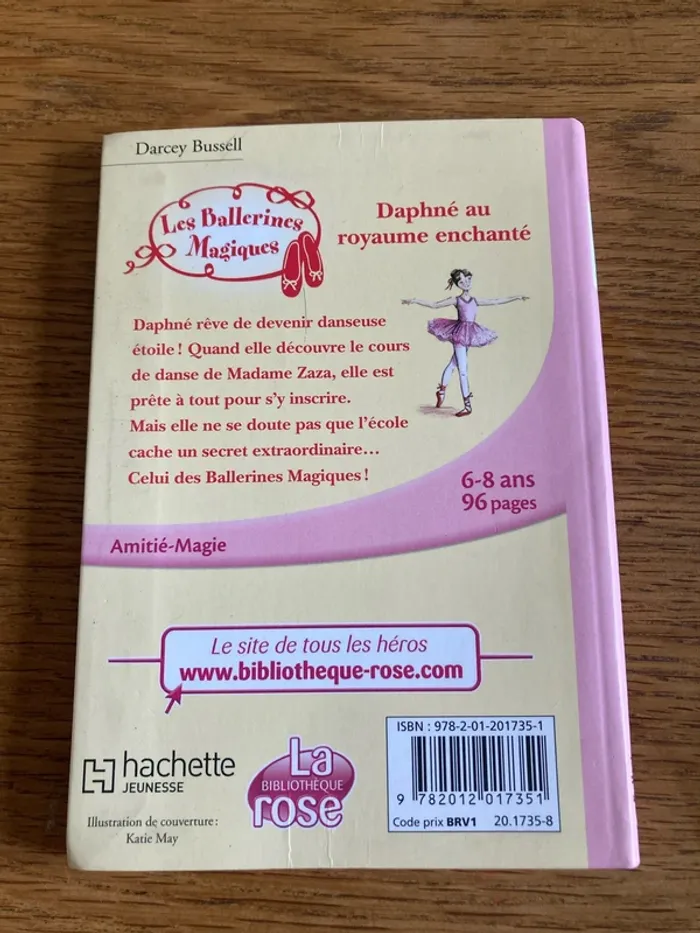 Darcey Bussell
Les Ballerines
Magiques
Daphné au
royaume enchanté
Daphné rêve de devenir danseuse
étoile ! Quand elle découvre le cours
de danse de Madame Zaza, elle est
prête à tout pour s'y inscrire.
Mais elle ne se doute pas que l'école
cache un secret extraordinaire...
Celui des Ballerines Magiques !
6-8 ans
96 pages
Amitié-Magie
Le site de tous les héros
www.bibliotheque-rose.com
hachette
JEUNESSE
La
BIBLIOTHÈQUE
rose
Illustration de couverture :
Katie May
ISBN : 978-2-01-201735-1
9 782012 017351
Code prix BRV1 20.1735-8